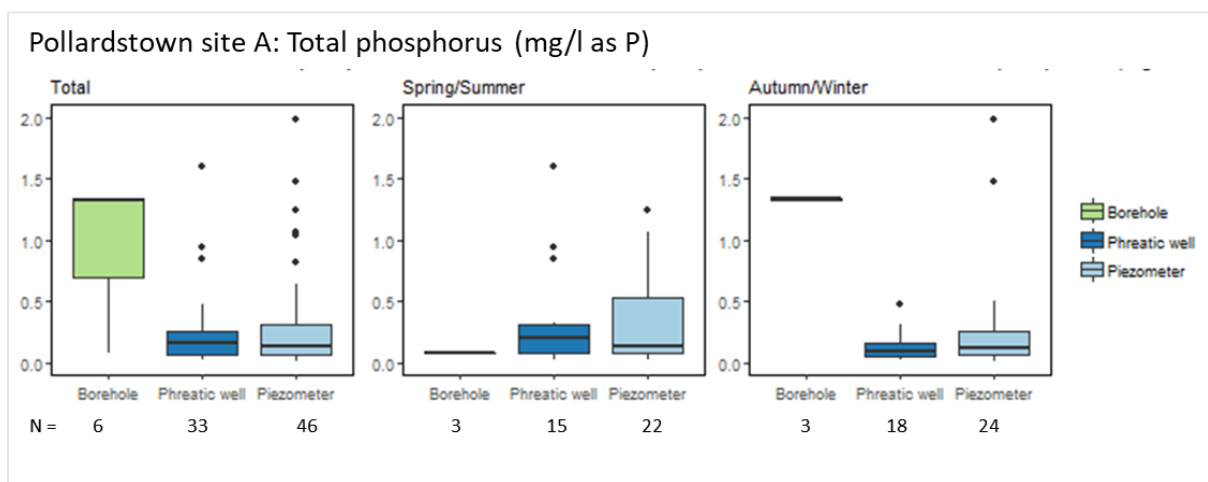 Pollardstown site A: Total phosphorus (mg/l as P)
Total
Spring/Summer
Autumn/Winter
2.0
1.5
1.0
0.5
0.0
2.0
1.5
1.0
0.5
0.0
2.0
1.5
1.0
0.5
0.0
Borehole
Phreatic well
Piezometer
Borehole Phreatic well Piezometer
Borehole Phreatic well Piezometer
Borehole Phreatic well Piezometer
N = 6 33 46 3 15 22 3 18 24